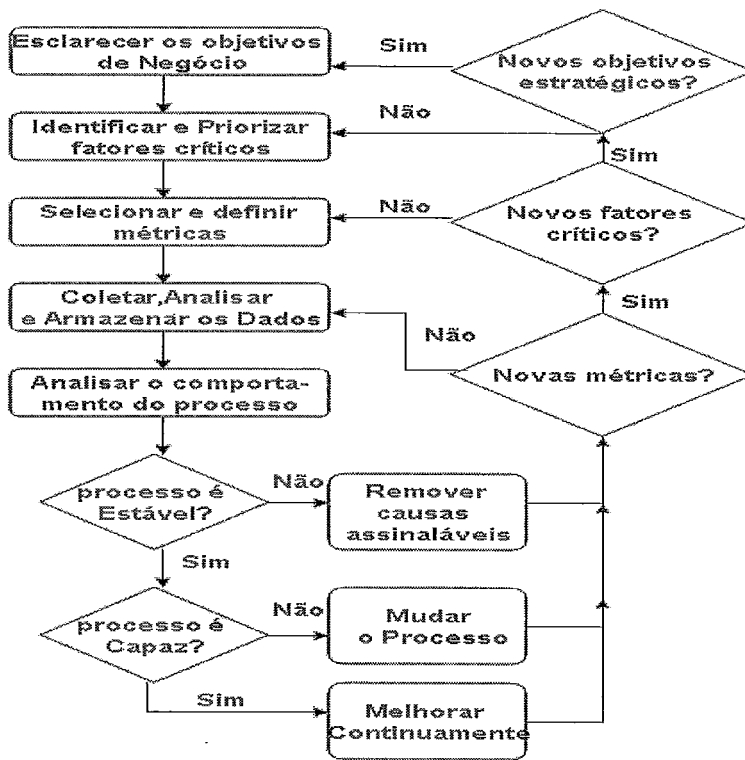 Esclarecer os objetivos
de Negócio
Sim
Novos objetivos
estratégicos?
Identificar e Priorizar
fatores críticos
Não
Sim
Selecionar e definir
métricas
Não
Novos fatores
críticos?
Coletar,Analisar
e Armazenar os Dados
Não
Sim
Novas métricas?
Analisar o comporta-
mento do processo
processo é
Estável?
Não
Remover
causas
assinaláveis
Sim
processo é
Capaz?
Não
Mudar
o Processo
Sim
Melhorar
Continuamente